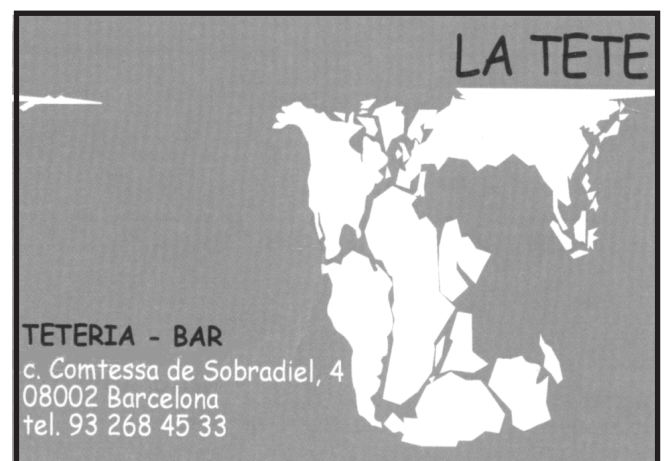 LA TETE
TETERIA - BAR
c. Comtessa de Sobradiel, 4
08002 Barcelona
tel. 93 268 45 33